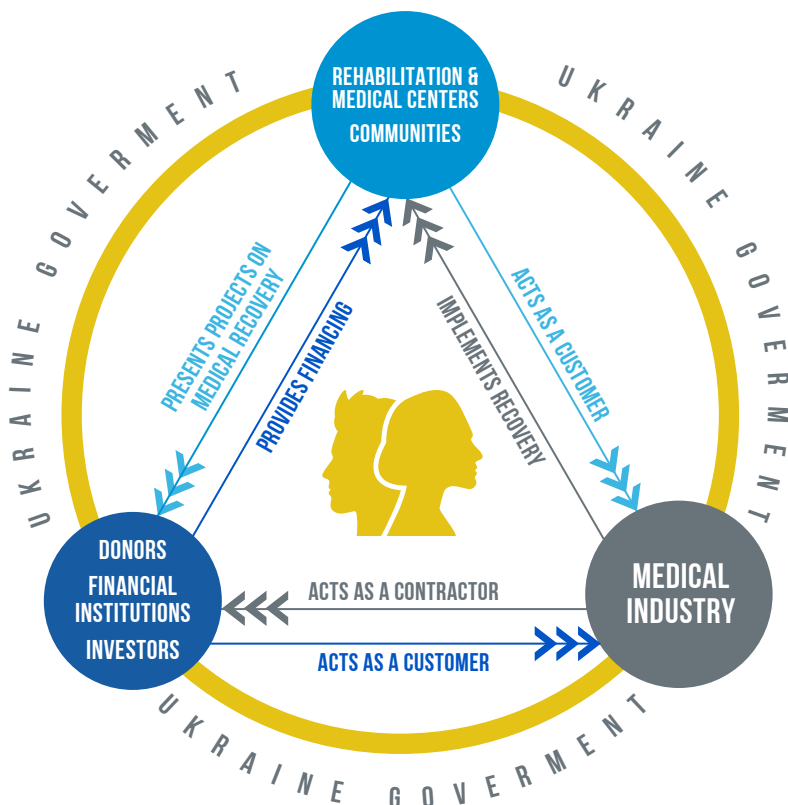 REHABILITATION &
MEDICAL CENTERS
COMMUNITIES
UKRAINE GOVERMENT
UKRAINE GOVERMENT
PRESENTS PROJECTS ON
MEDICAL RECOVERY
PROVIDES FINANCING
IMPLEMENTS RECOVERY
ACTS AS A CUSTOMER
DONORS
FINANCIAL
INSTITUTIONS
INVESTORS
ACTS AS A CONTRACTOR
ACTS AS A CUSTOMER
MEDICAL
INDUSTRY
UKRAINE GOVERMENT